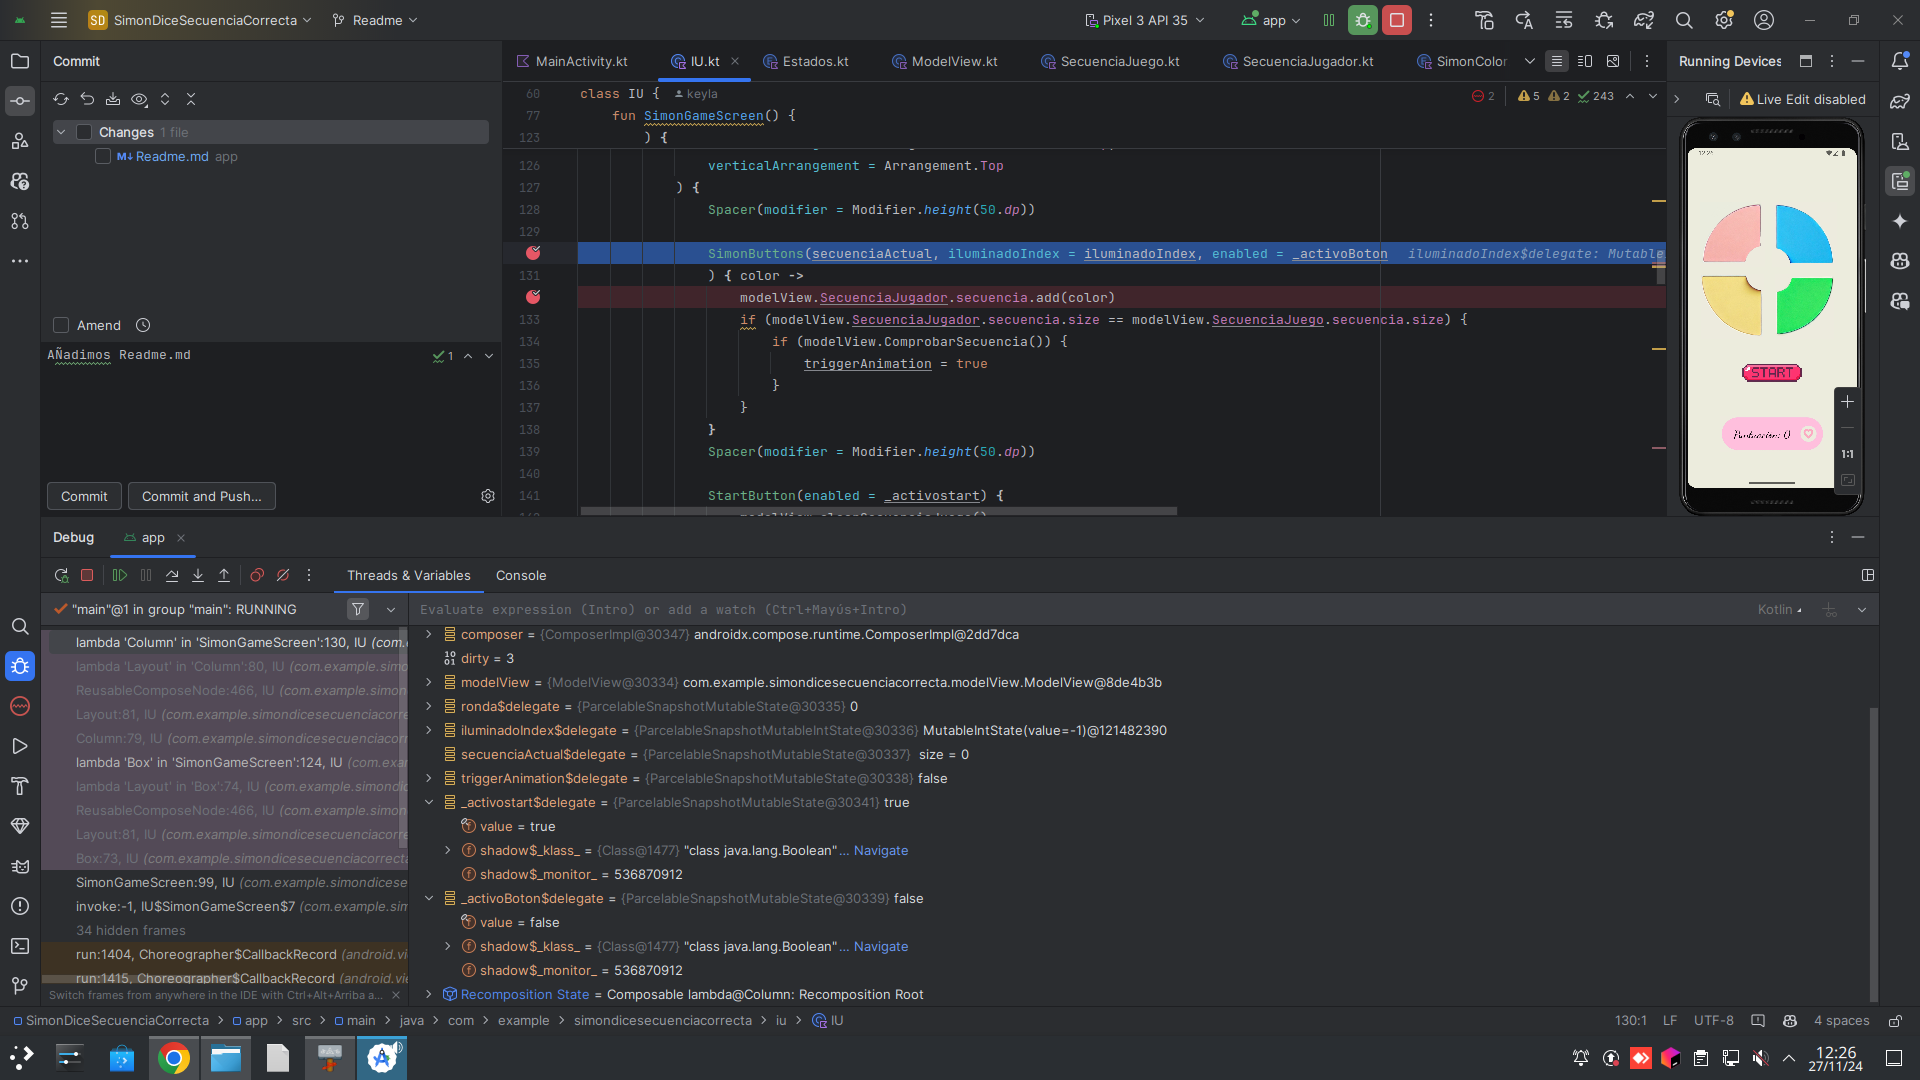 SD SimonDiceSecuenciaCorrecta Readme Pixel 3 API 35 app
Commit
Changes 1 file
Readme.md app
Amend
AÑadimos Readme.md 1
Commit Commit and Push...
MainActivity.kt IU.kt Estados.kt ModelView.kt SecuenciaJuego.kt SecuenciaJugador.kt SimonColor
2 5 2 243
60 class IU { keyla
77 fun SimonGameScreen() {
123 ) {
126 verticalArrangement = Arrangement.Top
127 ) {
128 Spacer(modifier = Modifier.height(50.dp))
129
SimonButtons(secuenciaActual, iluminadoIndex = iluminadoIndex, enabled = _activoBoton iluminadoIndex$delegate: Mutable
131 ) { color ->
modelView.SecuenciaJugador.secuencia.add(color)
133 if (modelView.SecuenciaJugador.secuencia.size == modelView.SecuenciaJuego.secuencia.size) {
134 if (modelView.ComprobarSecuencia()) {
135 triggerAnimation = true
136 }
137 }
138 }
139 Spacer(modifier = Modifier.height(50.dp))
140
141 StartButton(enabled = _activostart) {
Running Devices
Live Edit disabled
START
Puntuacion: 0
1:1
Debug app
Threads & Variables Console
"main"@1 in group "main": RUNNING
Evaluate expression (Intro) or add a watch (Ctrl+Mayús+Intro) Kotlin
lambda 'Column' in 'SimonGameScreen':130, IU (com.
lambda 'Layout' in 'Column':80, IU (com.example.simo
ReusableComposeNode:466, IU (com.example.simon
Layout:81, IU (com.example.simondicesecuenciacorre
Column:79, IU (com.example.simondicesecuenciacorr
lambda 'Box' in 'SimonGameScreen':124, IU (com.exa
lambda 'Layout' in 'Box':74, IU (com.example.simondi
ReusableComposeNode:466, IU (com.example.simon
Layout:81, IU (com.example.simondicesecuenciacorre
Box:73, IU (com.example.simondicesecuenciacorrecta
SimonGameScreen:99, IU (com.example.simondicese
invoke:-1, IU$SimonGameScreen$7 (com.example.sim
34 hidden frames
run:1404, Choreographer$CallbackRecord (android.vie
run:1415, Choreographer$CallbackRecord (android.vie
Switch frames from anywhere in the IDE with Ctrl+Alt+Arriba a...
composer = {ComposerImpl@30347} androidx.compose.runtime.ComposerImpl@2dd7dca
dirty = 3
modelView = {ModelView@30334} com.example.simondicesecuenciacorrecta.modelView.ModelView@8de4b3b
ronda$delegate = {ParcelableSnapshotMutableState@30335} 0
iluminadoIndex$delegate = {ParcelableSnapshotMutableIntState@30336} MutableIntState(value=-1)@121482390
secuenciaActual$delegate = {ParcelableSnapshotMutableState@30337} size = 0
triggerAnimation$delegate = {ParcelableSnapshotMutableState@30338} false
_activostart$delegate = {ParcelableSnapshotMutableState@30341} true
value = true
shadow$_klass_ = {Class@1477} "class java.lang.Boolean"... Navigate
shadow$_monitor_ = 536870912
_activoBoton$delegate = {ParcelableSnapshotMutableState@30339} false
value = false
shadow$_klass_ = {Class@1477} "class java.lang.Boolean"... Navigate
shadow$_monitor_ = 536870912
Recomposition State = Composable lambda@Column: Recomposition Root
SimonDiceSecuenciaCorrecta > app > src > main > java > com > example > simondicesecuenciacorrecta > iu > IU
130:1 LF UTF-8 4 spaces
12:26
27/11/24